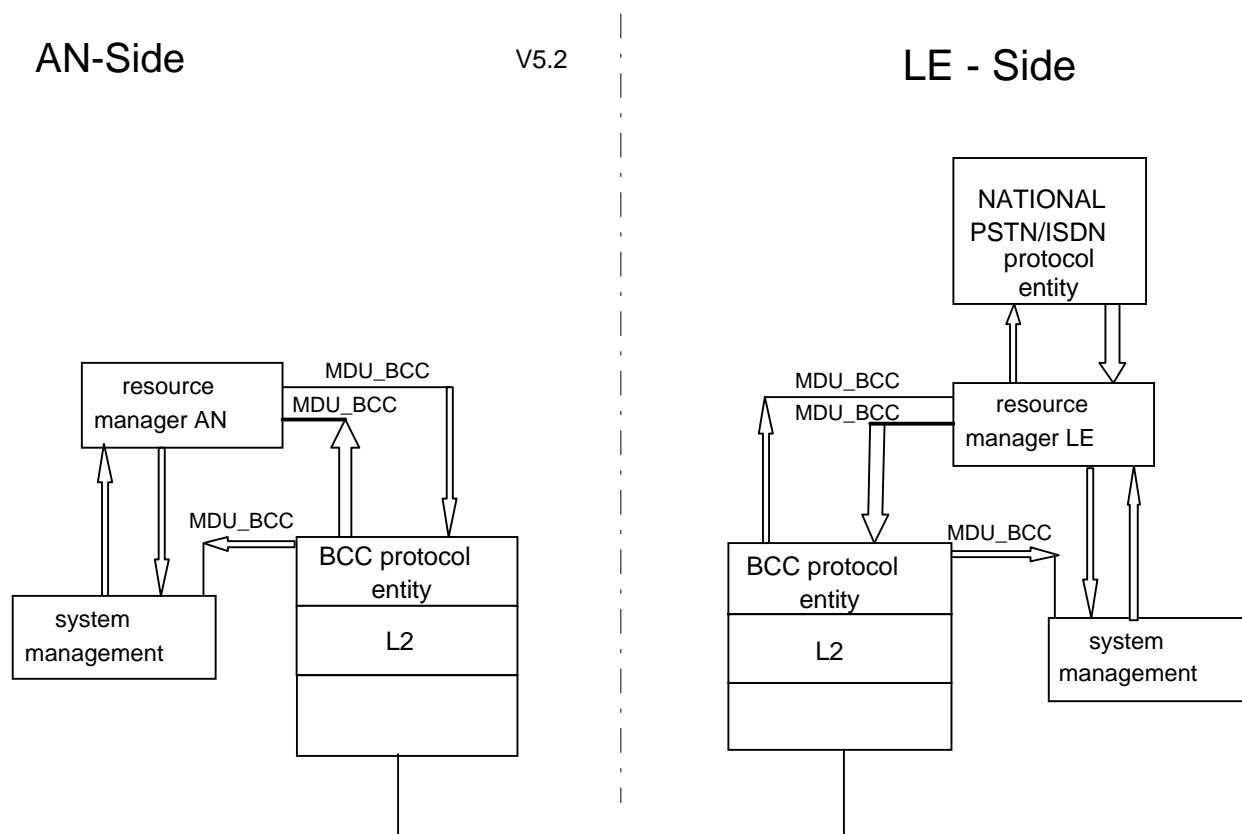 AN-Side
V5.2
LE - Side
NATIONAL
PSTN/ISDN
protocol
entity
MDU_BCC
MDU_BCC
resource
manager AN
MDU_BCC
MDU_BCC
resource
manager LE
MDU_BCC
MDU_BCC
BCC protocol
entity
L2
system
management
BCC protocol
entity
L2
system
management